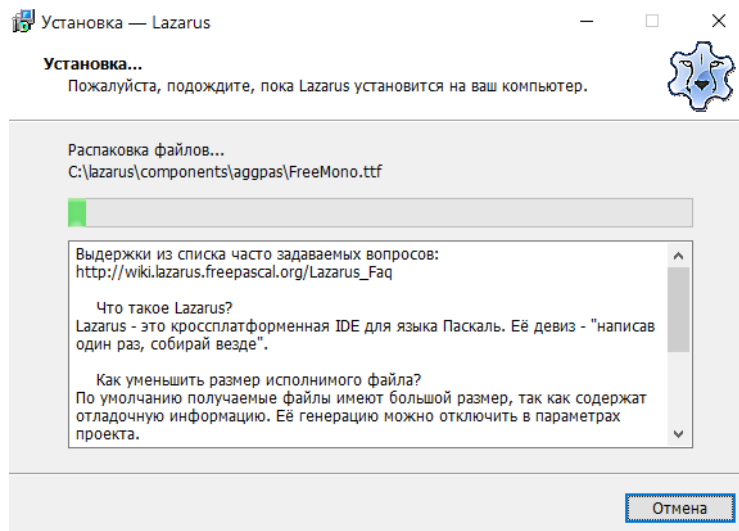 Установка — Lazarus
Установка...
Пожалуйста, подождите, пока Lazarus установится на ваш компьютер.
Распаковка файлов...
C:\lazarus\components\aggpas\FreeMono.ttf
Выдержки из списка часто задаваемых вопросов:
http://wiki.lazarus.freepascal.org/Lazarus_Faq
Что такое Lazarus?
Lazarus - это кроссплатформенная IDE для языка Паскаль. Её девиз - "написав
один раз, собирай везде".
Как уменьшить размер исполнимого файла?
По умолчанию получаемые файлы имеют большой размер, так как содержат
отладочную информацию. Её генерацию можно отключить в параметрах
проекта.
Отмена